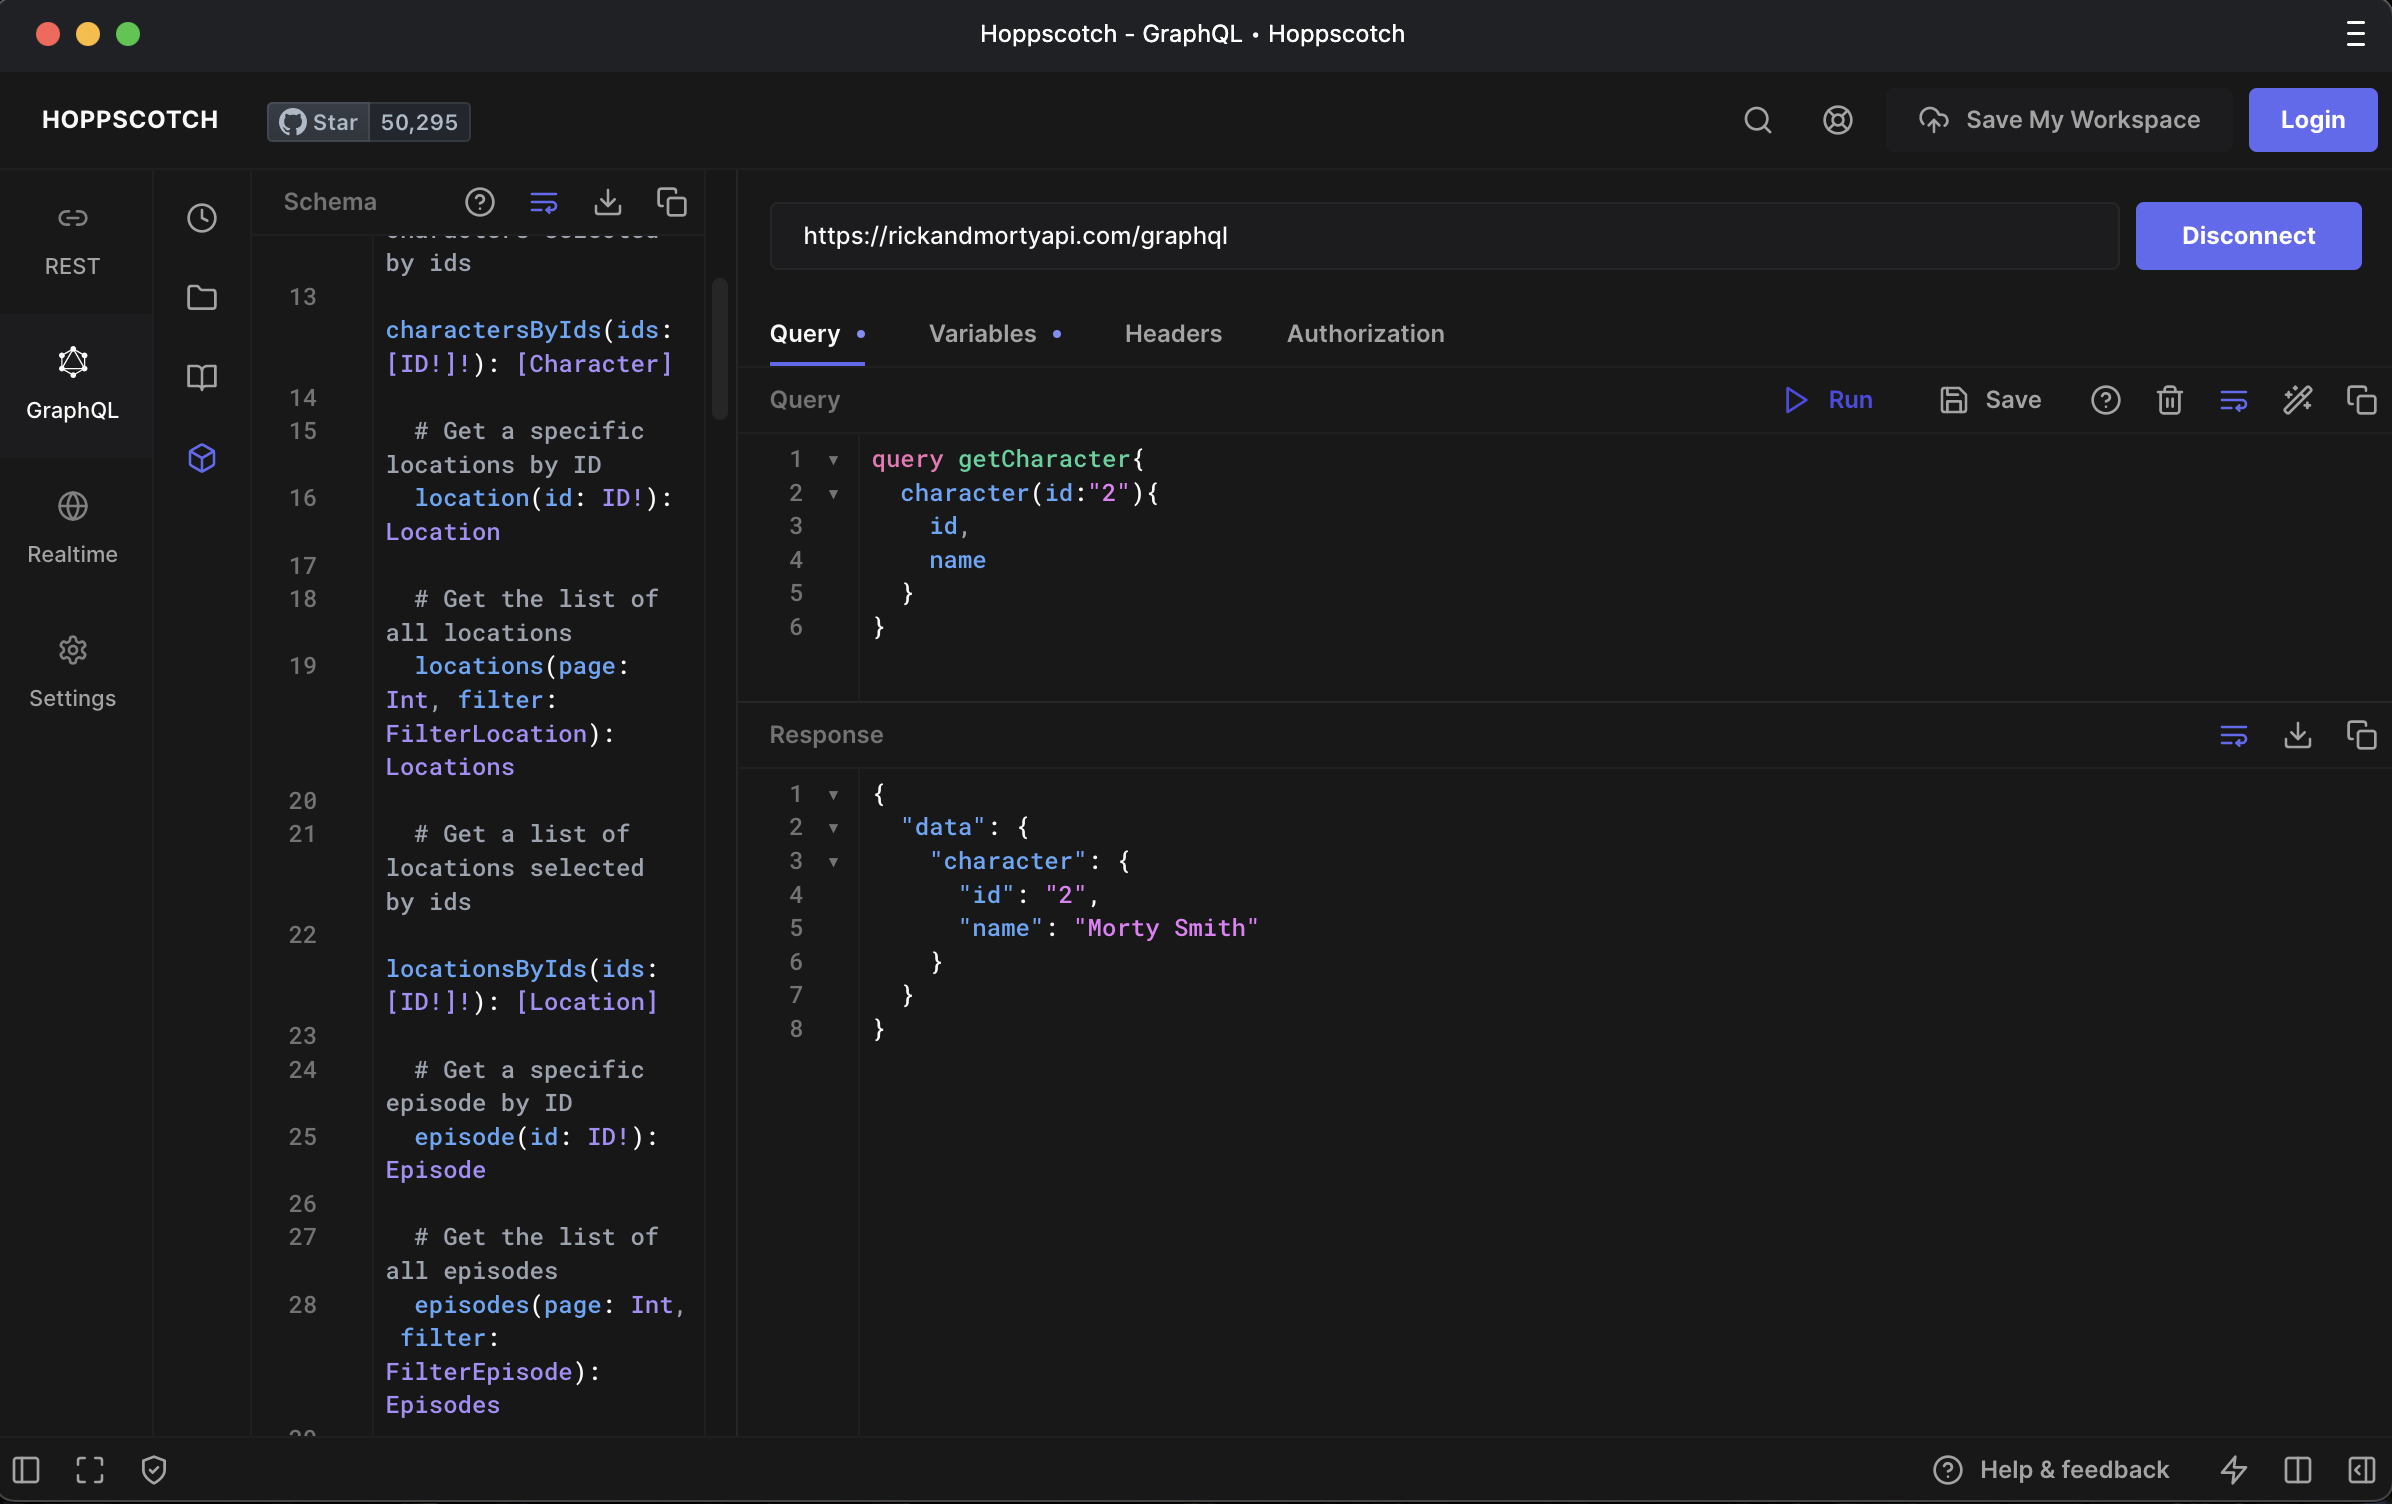 Hoppscotch - GraphQL • Hoppscotch
HOPPSCOTCH
Star 50,295
Save My Workspace
Login
REST
GraphQL
Realtime
Settings
Schema
characters selected
by ids
13
charactersByIds(ids:
[ID!]!): [Character]
14
15 # Get a specific
locations by ID
16 location(id: ID!):
Location
17
18 # Get the list of
all locations
19 locations(page:
Int, filter:
FilterLocation):
Locations
20
21 # Get a list of
locations selected
by ids
22
locationsByIds(ids:
[ID!]!): [Location]
23
24 # Get a specific
episode by ID
25 episode(id: ID!):
Episode
26
27 # Get the list of
all episodes
28 episodes(page: Int,
filter:
FilterEpisode):
Episodes
29
https://rickandmortyapi.com/graphql
Disconnect
Query • Variables • Headers Authorization
Query
Run
Save
1 query getCharacter{
2 character(id:"2"){
3 id,
4 name
5 }
6 }
Response
1 {
2 "data": {
3 "character": {
4 "id": "2",
5 "name": "Morty Smith"
6 }
7 }
8 }
Help & feedback